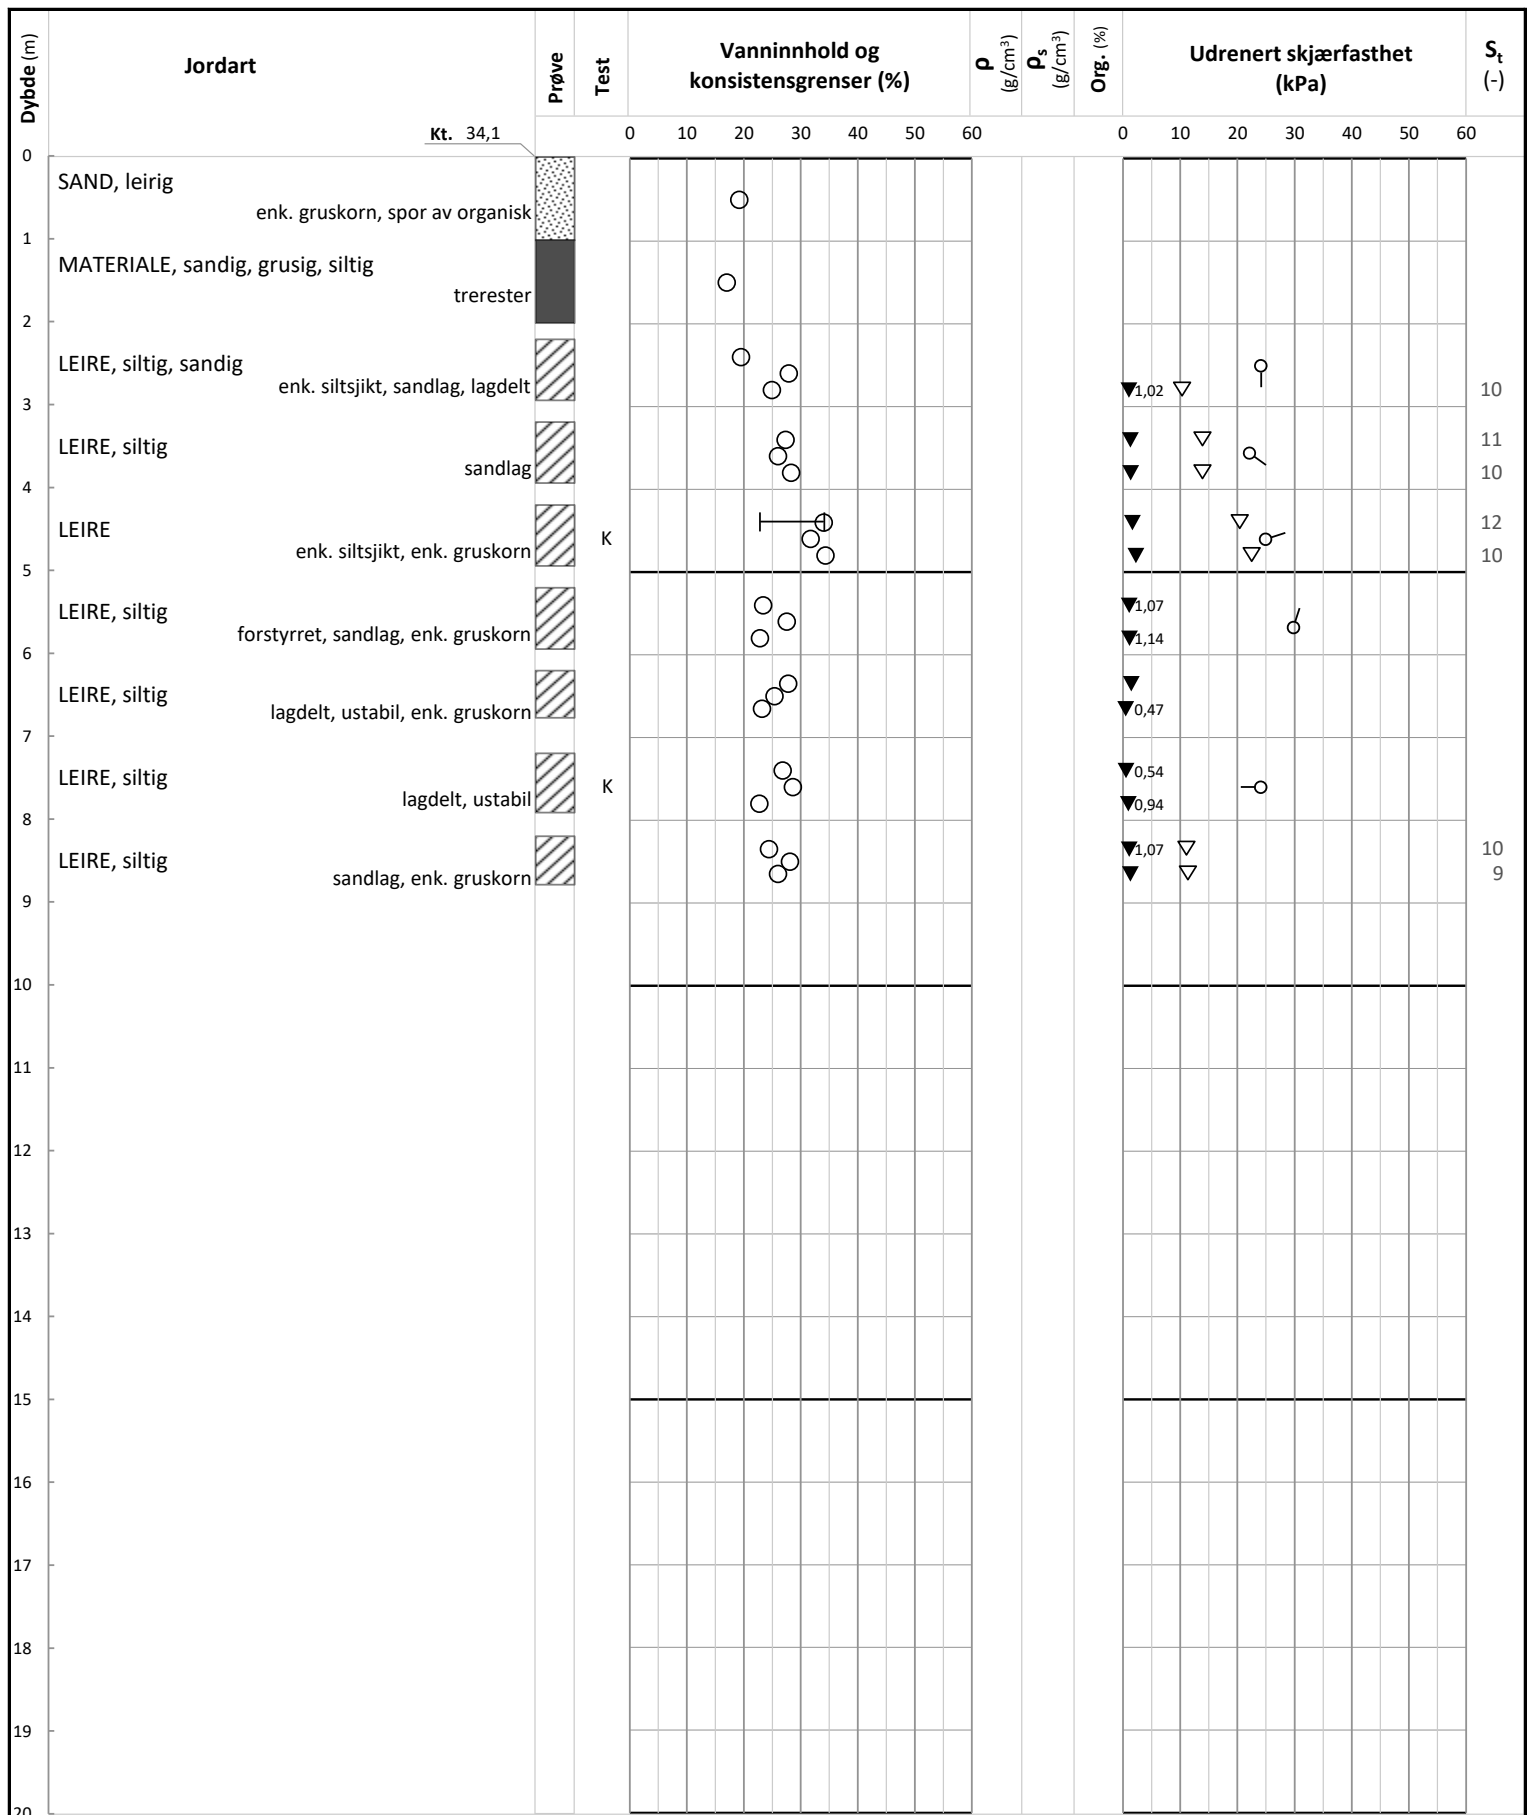 Dybde (m)
Jordart
Prøve
Test
Vanninnhold og
konsistensgrenser (%)
ρ
(g/cm³)
ρs
(g/cm³)
Org. (%)
Udrenert skjærfasthet
(kPa)
St
(-)
Kt. 34,1
0 10 20 30 40 50 60
0 10 20 30 40 50 60
0
SAND, leirig
enk. gruskorn, spor av organisk
1
MATERIALE, sandig, grusig, siltig
trerester
2
LEIRE, siltig, sandig
enk. siltsjikt, sandlag, lagdelt
1,02
10
3
LEIRE, siltig
11
sandlag
10
4
LEIRE
12
enk. siltsjikt, enk. gruskorn
K
10
5
LEIRE, siltig
1,07
forstyrret, sandlag, enk. gruskorn
1,14
6
LEIRE, siltig
lagdelt, ustabil, enk. gruskorn
0,47
7
LEIRE, siltig
0,54
K
lagdelt, ustabil
0,94
8
LEIRE, siltig
1,07
10
sandlag, enk. gruskorn
9
9
10
11
12
13
14
15
16
17
18
19
20